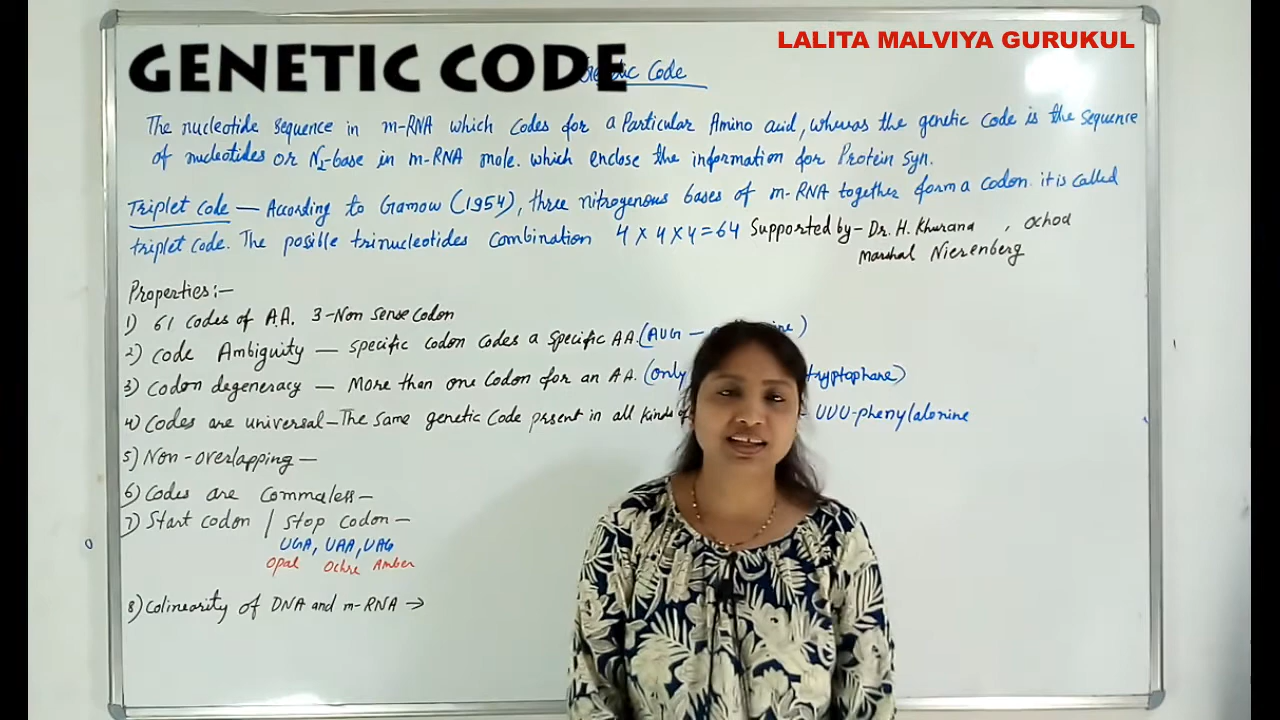 GENETIC CODE
LALITA MALVIYA GURUKUL
Code
The nucleotide sequence in m-RNA which codes for a Particular Amino acid, wheras the genetic code is the sequence
of nucleotides or N2-base in m-RNA mole. which enclose the information for Protein syn.
Triplet code — According to Gamow (1954), three nitrogenous bases of m-RNA together form a codon. it is called
triplet code. The posible trinucleotides combination 4 x 4 x 4 = 64 Supported by - Dr. H. Khurana , Ochoa
Marshal Nierenberg
Properties:-
1) 61 codes of A.A. 3-Non sense Codon
2) Code Ambiguity — specific codon codes a specific AA. (AUG — )
3) Codon degeneracy — More than one Codon for an A.A. (only tryptophane)
4) Codes are universal - The same genetic Code prsent in all kinds UUU-phenylalanine
5) Non-overlapping —
6) Codes are Commaless -
7) Start codon / Stop codon —
UGA, UAA, UAG
Opal Ochre Amber
8) Colinearity of DNA and m-RNA →